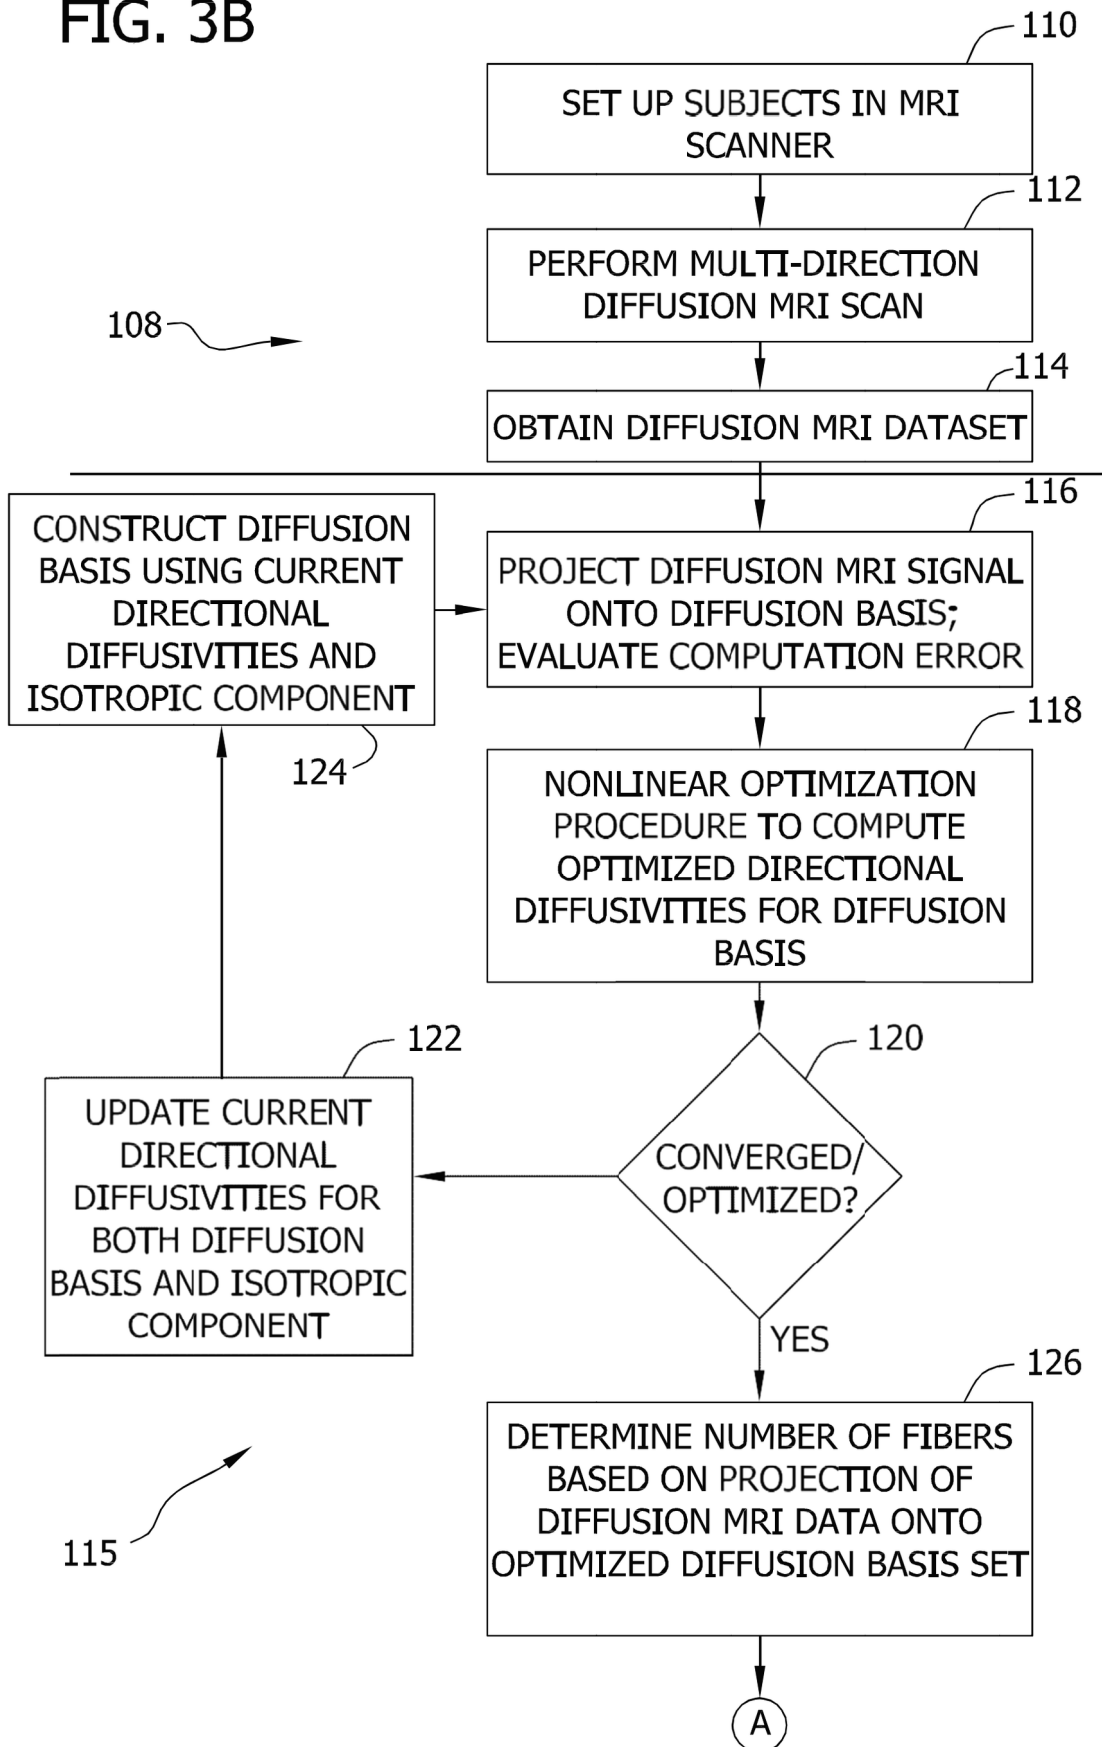 FIG. 3B
110
SET UP SUBJECTS IN MRI
SCANNER
112
PERFORM MULTI-DIRECTION
DIFFUSION MRI SCAN
108
114
OBTAIN DIFFUSION MRI DATASET
116
CONSTRUCT DIFFUSION
BASIS USING CURRENT
DIRECTIONAL
DIFFUSIVITIES AND
ISOTROPIC COMPONENT
124
PROJECT DIFFUSION MRI SIGNAL
ONTO DIFFUSION BASIS;
EVALUATE COMPUTATION ERROR
118
NONLINEAR OPTIMIZATION
PROCEDURE TO COMPUTE
OPTIMIZED DIRECTIONAL
DIFFUSIVITIES FOR DIFFUSION
BASIS
120
CONVERGED/
OPTIMIZED?
122
UPDATE CURRENT
DIRECTIONAL
DIFFUSIVITIES FOR
BOTH DIFFUSION
BASIS AND ISOTROPIC
COMPONENT
YES
126
DETERMINE NUMBER OF FIBERS
BASED ON PROJECTION OF
DIFFUSION MRI DATA ONTO
OPTIMIZED DIFFUSION BASIS SET
115
A